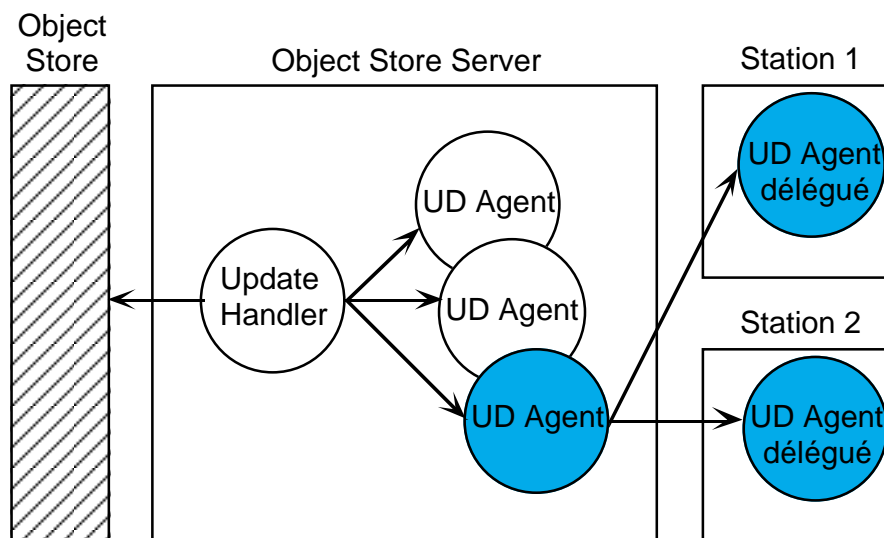 Object
Store
Object Store Server
Station 1
UD Agent
délégué
UD Agent
Update
Handler
UD Agent
UD Agent
Station 2
UD Agent
délégué